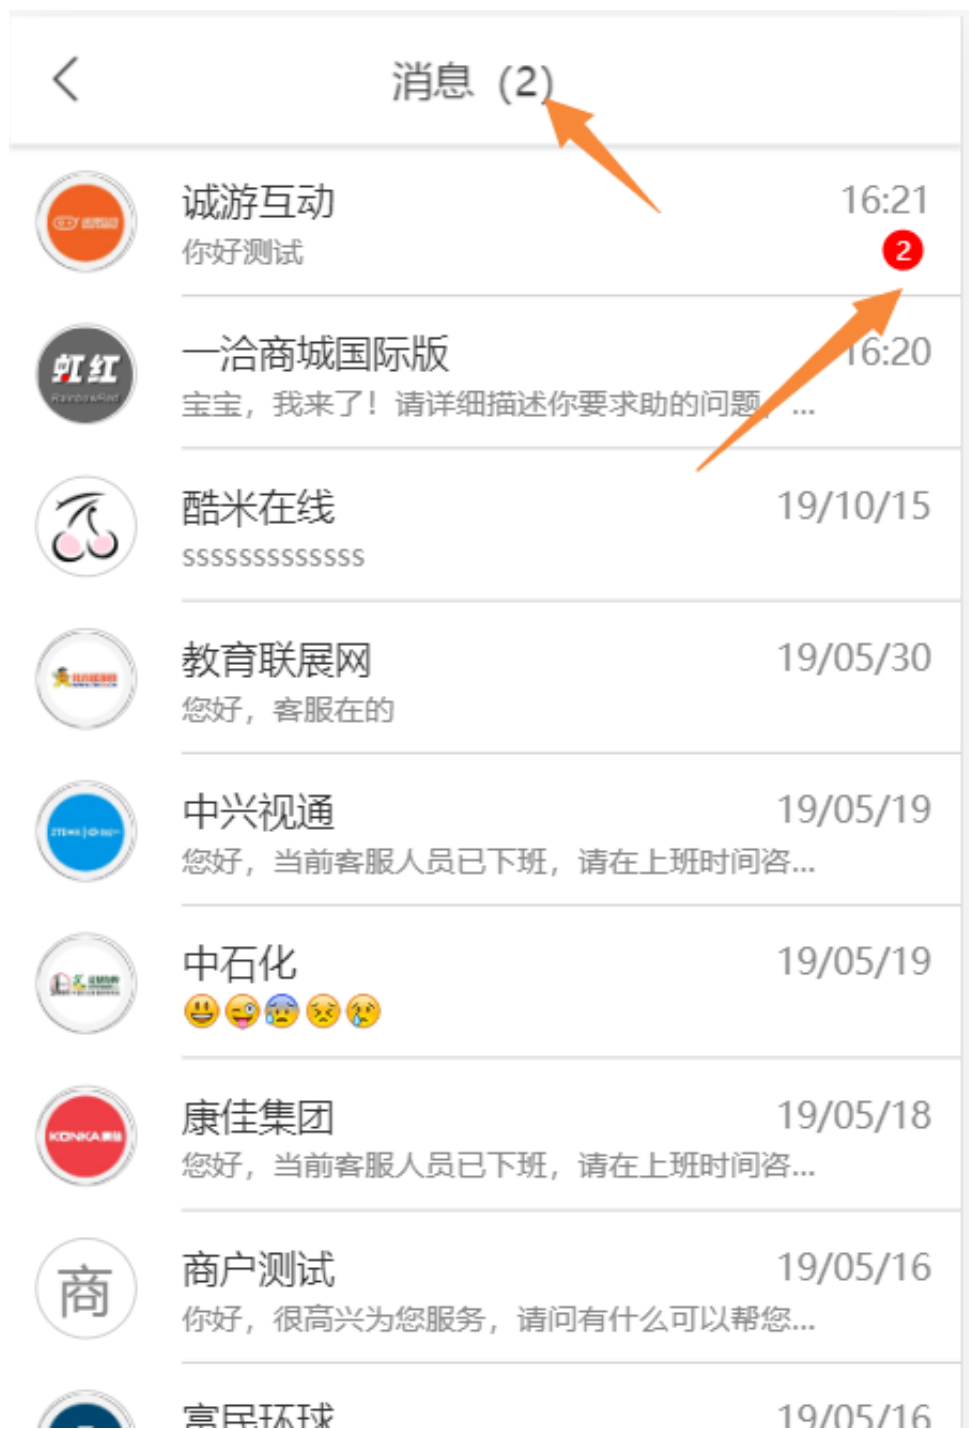 消息（2）
诚游互动
16:21
你好测试
2
虹红
RainbowRed
一洽商城国际版
16:20
宝宝，我来了！请详细描述你要求助的问题，...
酷米在线
19/10/15
sssssssssssss
教育联展网
19/05/30
您好，客服在的
中兴视通
19/05/19
您好，当前客服人员已下班，请在上班时间咨...
中石化
19/05/19
KONKA
康佳集团
19/05/18
您好，当前客服人员已下班，请在上班时间咨...
商
商户测试
19/05/16
你好，很高兴为您服务，请问有什么可以帮您...
富民环球
19/05/16